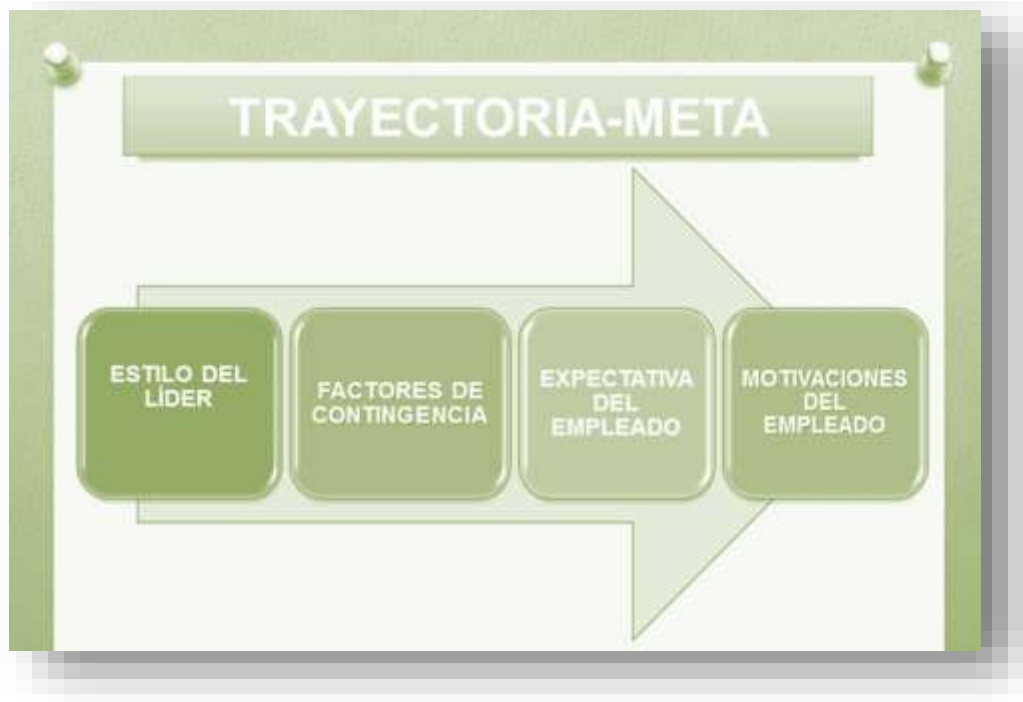 TRAYECTORIA-META
ESTILO DEL
LÍDER
FACTORES DE
CONTINGENCIA
EXPECTATIVA
DEL
EMPLEADO
MOTIVACIONES
DEL
EMPLEADO